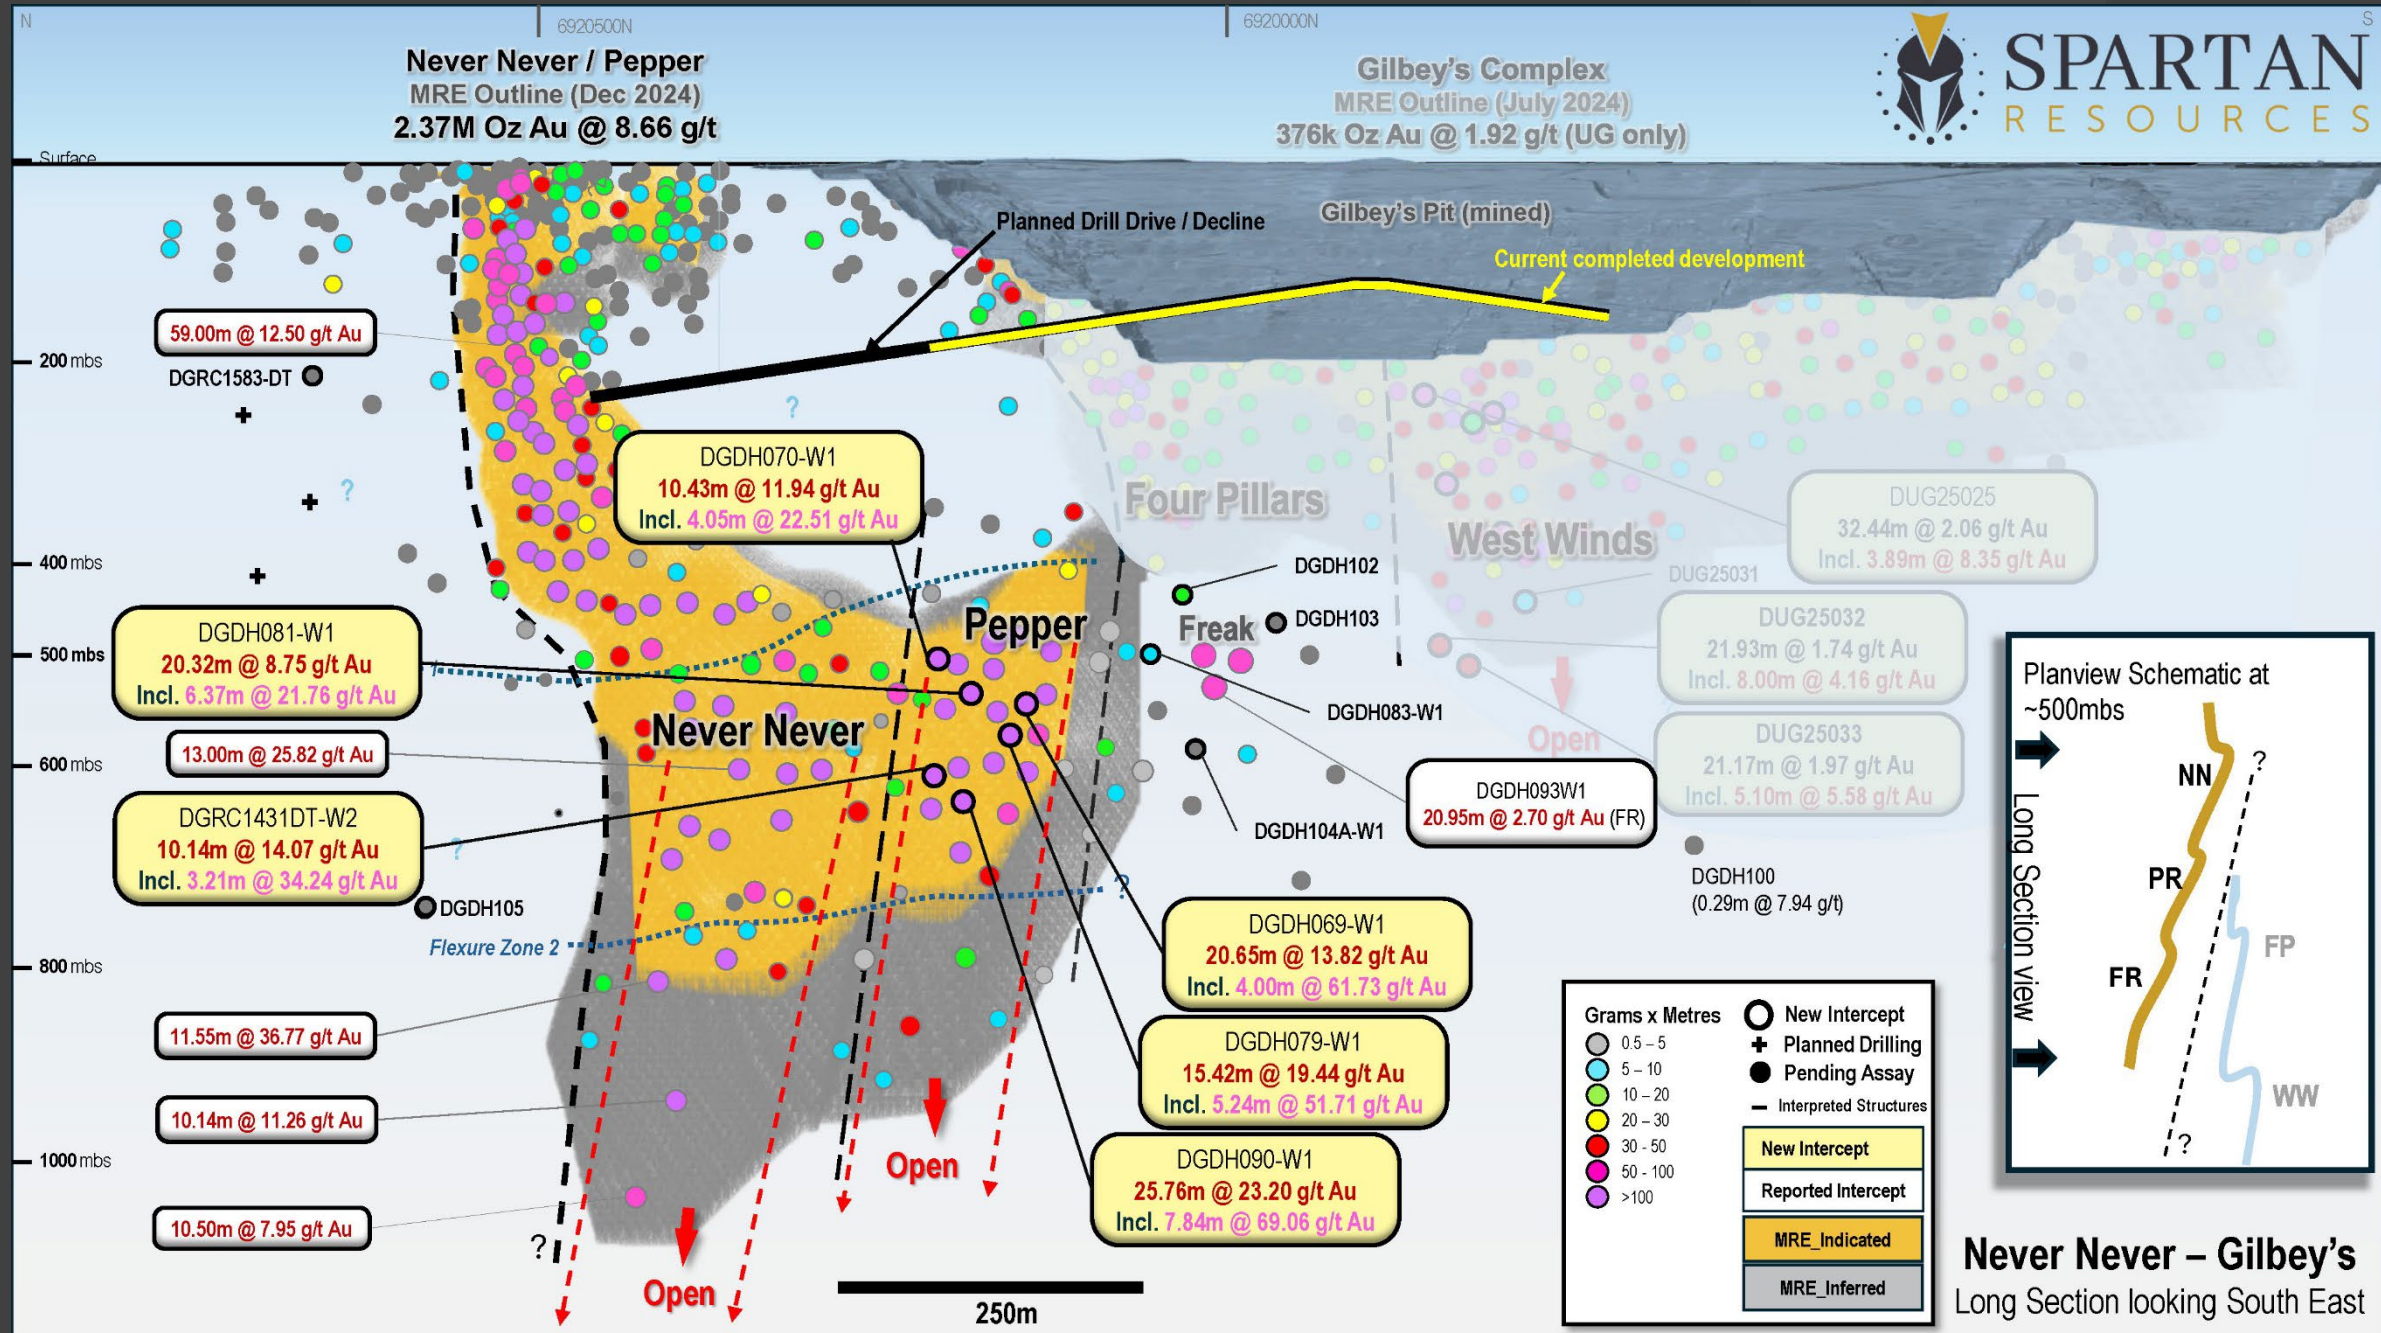 N
6920500N
6920000N
S
Never Never / Pepper
MRE Outline (Dec 2024)
2.37M Oz Au @ 8.66 g/t
Gilbey's Complex
MRE Outline (July 2024)
376k Oz Au @ 1.92 g/t (UG only)
SPARTAN
RESOURCES
Surface
Planned Drill Drive / Decline
Gilbey's Pit (mined)
Current completed development
59.00m @ 12.50 g/t Au
200 mbs
DGRC1583-DT
?
?
DGDH070-W1
10.43m @ 11.94 g/t Au
Incl. 4.05m @ 22.51 g/t Au
Four Pillars
West Winds
DUG25025
32.44m @ 2.06 g/t Au
Incl. 3.89m @ 8.35 g/t Au
400 mbs
DGDH102
DUG25031
DGDH081-W1
20.32m @ 8.75 g/t Au
Incl. 6.37m @ 21.76 g/t Au
Pepper
Freak
DGDH103
DUG25032
21.93m @ 1.74 g/t Au
Incl. 8.00m @ 4.16 g/t Au
500 mbs
DGDH083-W1
Never Never
Open
DUG25033
21.17m @ 1.97 g/t Au
Incl. 5.10m @ 5.58 g/t Au
13.00m @ 25.82 g/t Au
600 mbs
DGDH093W1
20.95m @ 2.70 g/t Au (FR)
DGRC1431DT-W2
10.14m @ 14.07 g/t Au
Incl. 3.21m @ 34.24 g/t Au
?
DGDH104A-W1
DGDH100
(0.29m @ 7.94 g/t)
DGDH105
?
Flexure Zone 2
800 mbs
DGDH069-W1
20.65m @ 13.82 g/t Au
Incl. 4.00m @ 61.73 g/t Au
11.55m @ 36.77 g/t Au
DGDH079-W1
15.42m @ 19.44 g/t Au
Incl. 5.24m @ 51.71 g/t Au
10.14m @ 11.26 g/t Au
1000 mbs
Open
DGDH090-W1
25.76m @ 23.20 g/t Au
Incl. 7.84m @ 69.06 g/t Au
10.50m @ 7.95 g/t Au
?
Open
250m
Planview Schematic at
~500mbs
Long Section view
?
NN
PR
FP
FR
WW
?
Grams x Metres
0.5 – 5
5 – 10
10 – 20
20 – 30
30 - 50
50 - 100
>100
New Intercept
Planned Drilling
Pending Assay
Interpreted Structures
New Intercept
Reported Intercept
MRE_Indicated
MRE_Inferred
Never Never – Gilbey's
Long Section looking South East